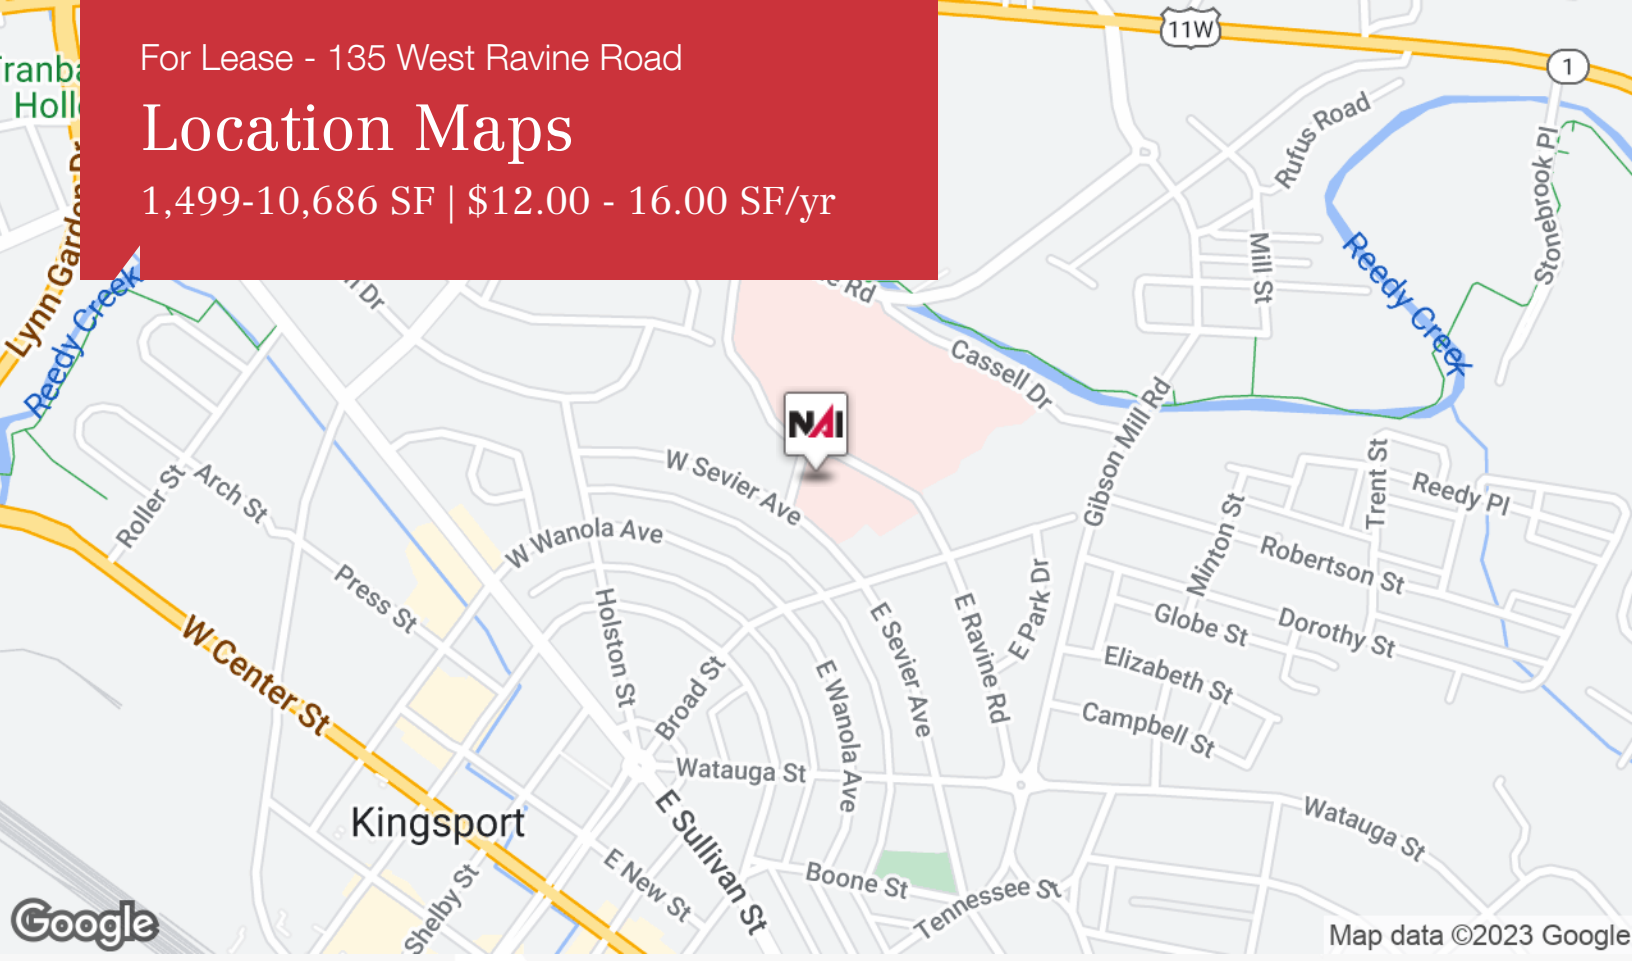 For Lease - 135 West Ravine Road
Location Maps
1,499-10,686 SF | $12.00 - 16.00 SF/yr
11W
1
Rufus Road
Stonebrook Pl
Mill St
Reedy Creek
Lynn Garden Dr
Reedy Creek
Dr
Rd
Cassell Dr
Gibson Mill Rd
NAI
W Sevier Ave
Trent St
Reedy Pl
Minton St
Robertson St
Roller St
Arch St
W Wanola Ave
Press St
Holston St
E Park Dr
E Ravine Rd
E Sevier Ave
Globe St
Dorothy St
Elizabeth St
Campbell St
W Center St
Broad St
E Wanola Ave
Watauga St
Kingsport
E Sullivan St
Watauga St
E New St
Boone St
Shelby St
Tennessee St
Google
Map data ©2023 Google